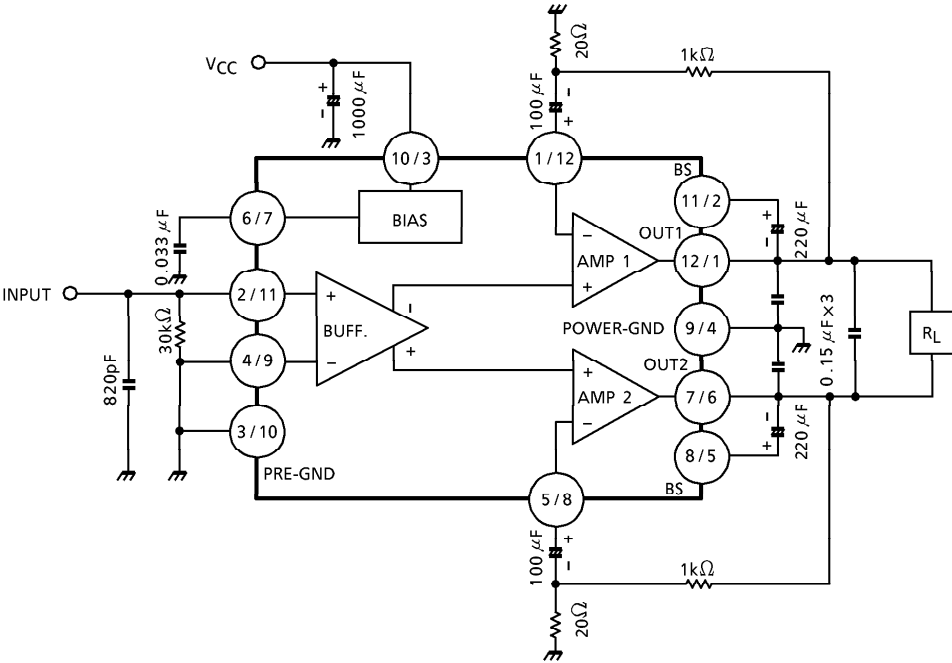 20Ω
1kΩ
VCC
1000 μF
100 μF
+
-
-
+
10/3
1/12
BS
11/2
6/7
BIAS
+
-
220 μF
0.033 μF
OUT1
-
AMP 1
+
12/1
INPUT
2/11
+
BUFF.
-
-
+
30kΩ
POWER-GND
9/4
0.15 μF×3
RL
4/9
OUT2
820pF
+
AMP 2
-
7/6
3/10
-
+
220 μF
8/5
PRE-GND
BS
5/8
100 μF
+
-
1kΩ
20Ω